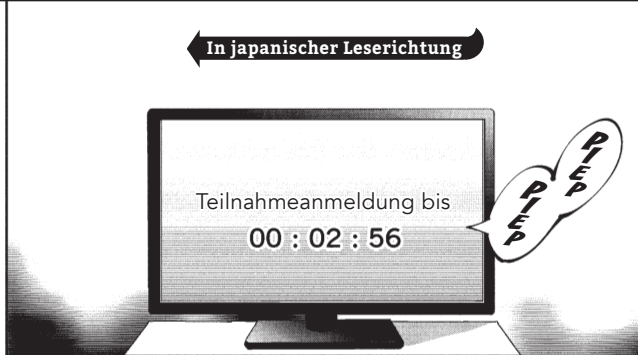 In japanischer Leserichtung
Teilnahmeanmeldung bis
00 : 02 : 56
PIEP
PIEP